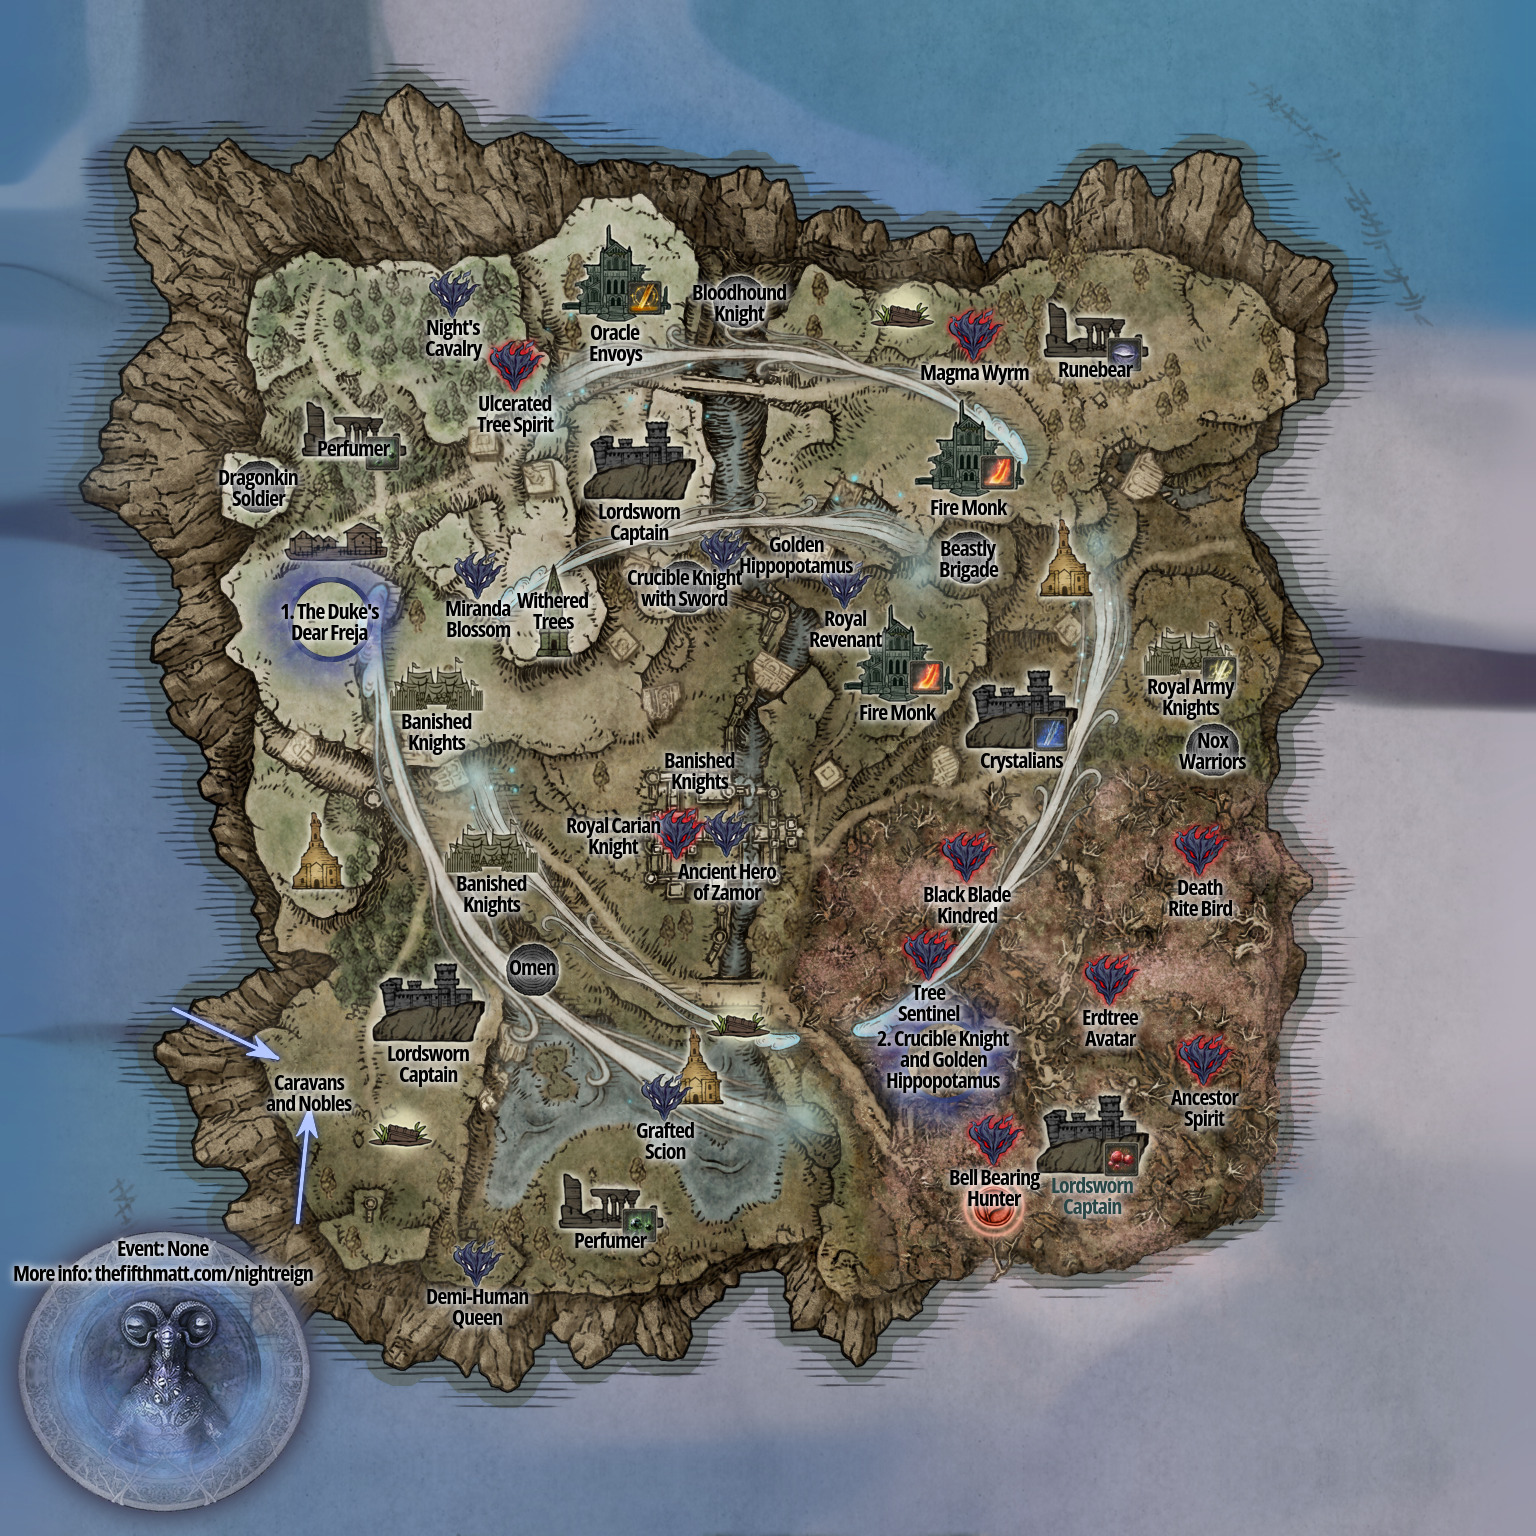 Bloodhound
Knight
Night's
Cavalry
Oracle
Envoys
Magma Wyrm
Runebear
Ulcerated
Tree Spirit
Perfumer
Dragonkin
Soldier
Lordsworn
Captain
Fire Monk
Golden
Hippopotamus
Beastly
Brigade
Crucible Knight
with Sword
Miranda
Blossom
Withered
Trees
1. The Duke's
Dear Freja
Royal
Revenant
Fire Monk
Royal Army
Knights
Banished
Knights
Nox
Warriors
Crystalians
Banished
Knights
Royal Carian
Knight
Ancient Hero
of Zamor
Banished
Knights
Black Blade
Kindred
Death
Rite Bird
Omen
Tree
Sentinel
Erdtree
Avatar
2. Crucible Knight
and Golden
Hippopotamus
Lordsworn
Captain
Caravans
and Nobles
Ancestor
Spirit
Grafted
Scion
Bell Bearing
Hunter
Lordsworn
Captain
Perfumer
Demi-Human
Queen
Event: None
More info: thefifthmatt.com/nightreign